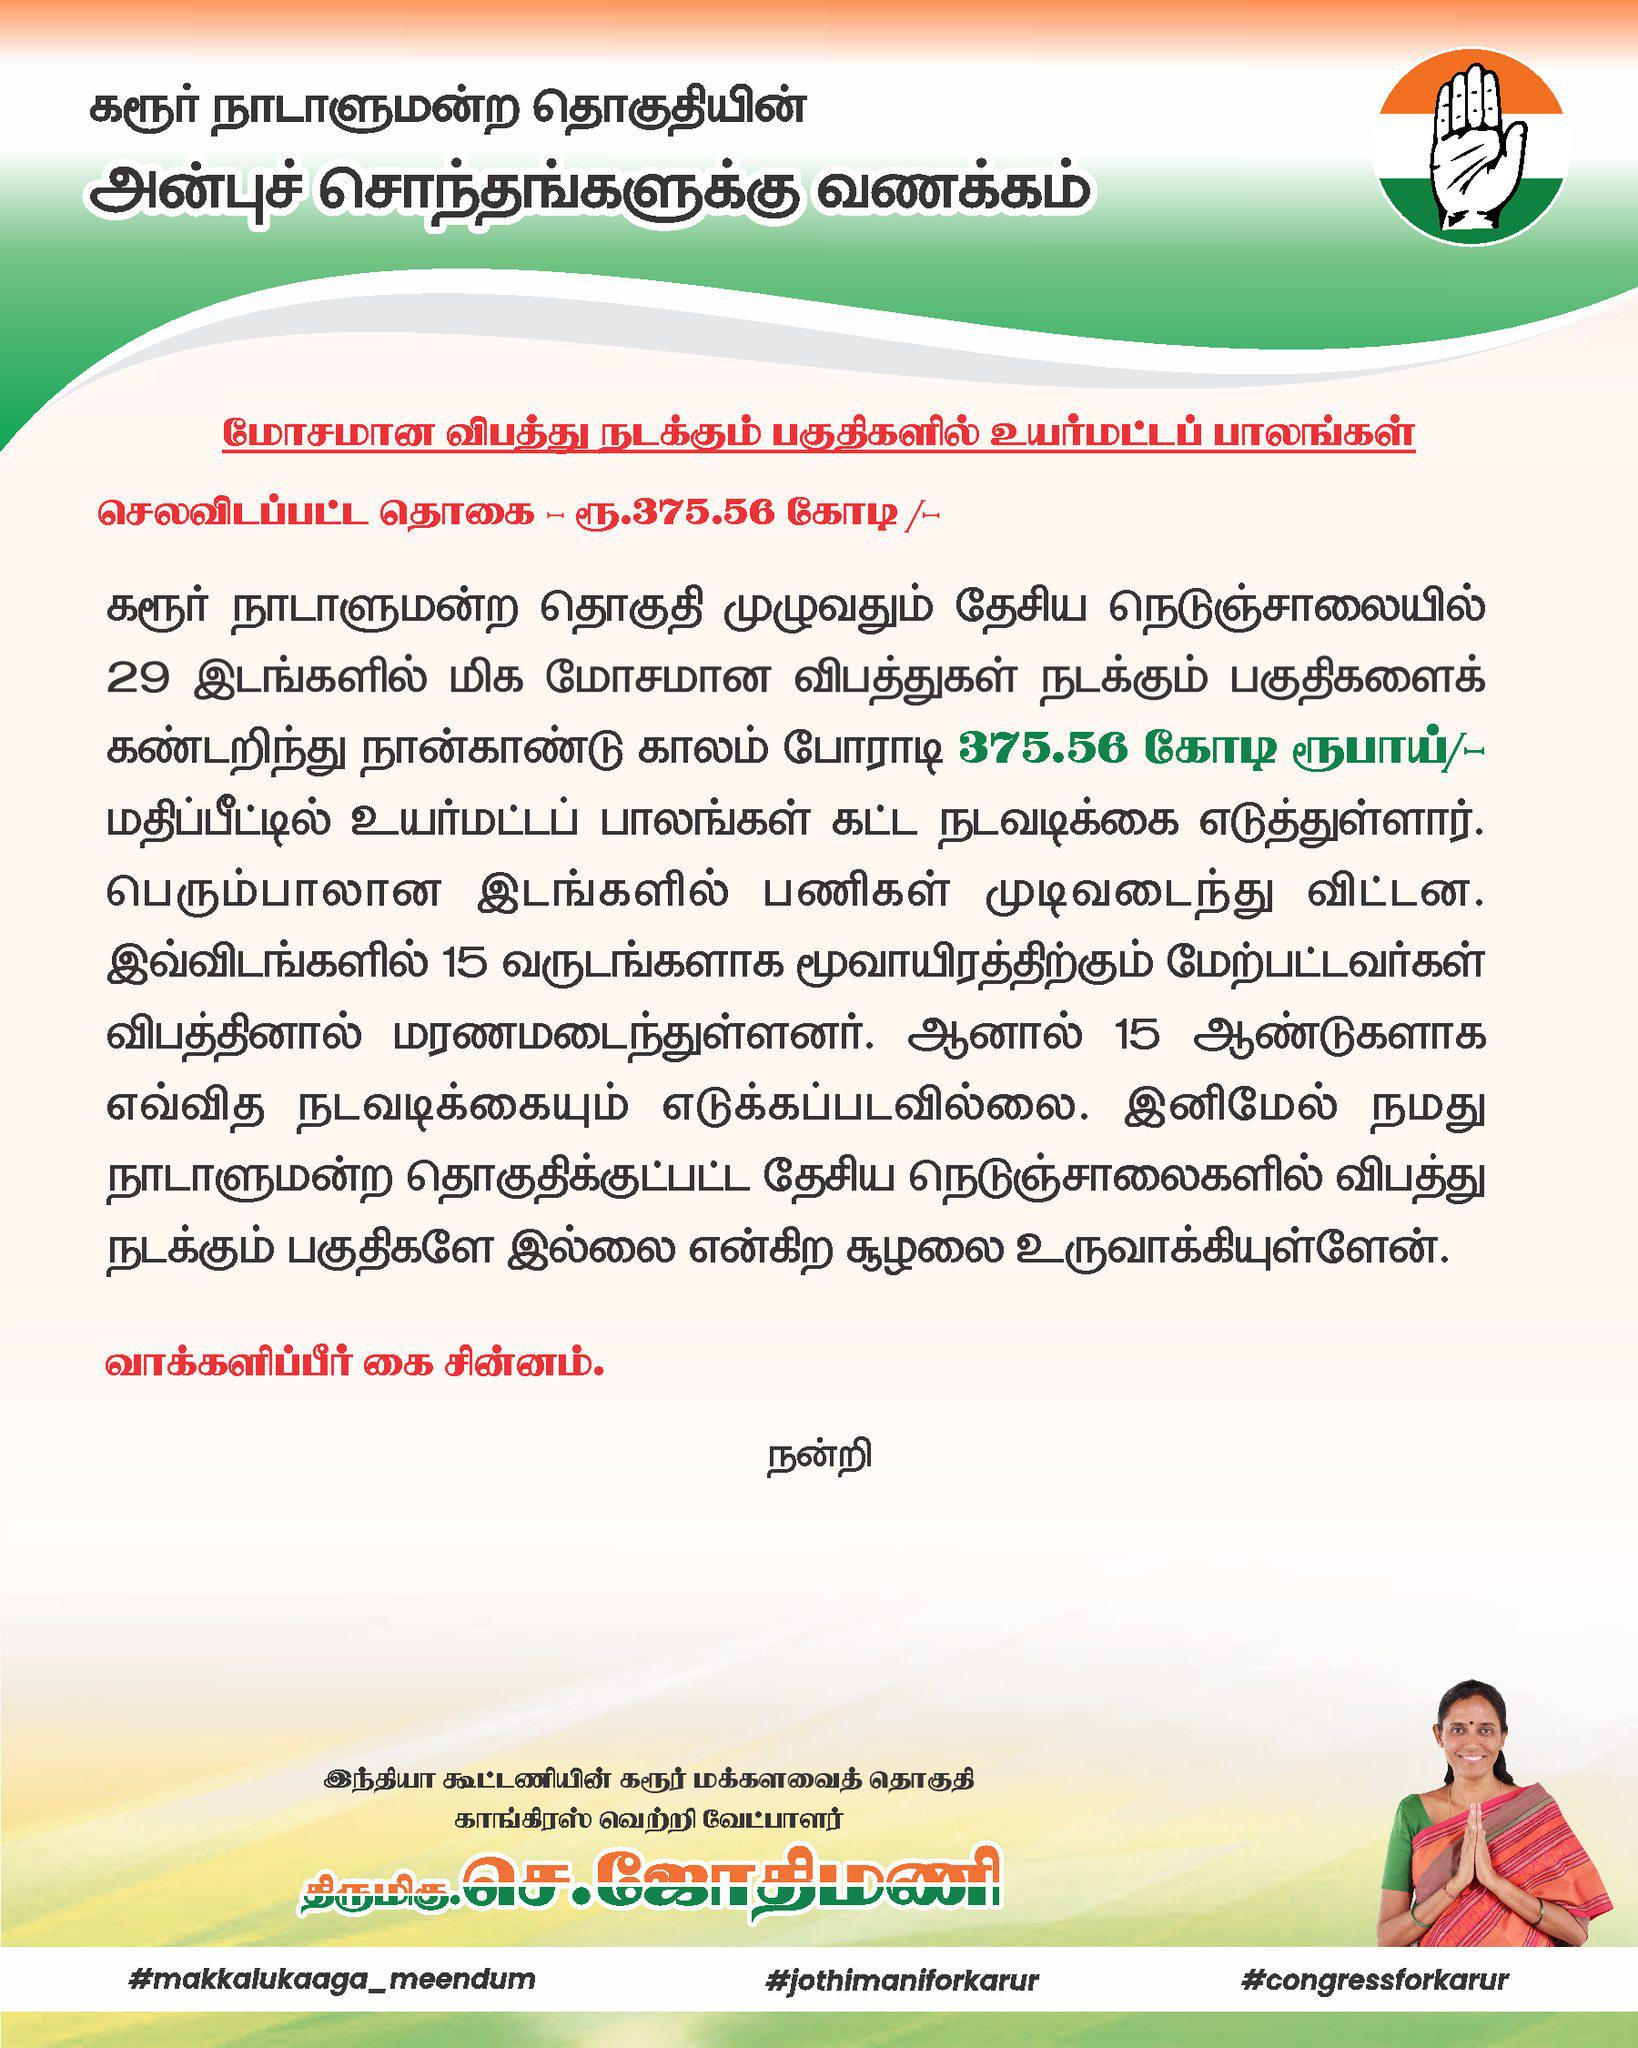 கரூர் நாடாளுமன்ற தொகுதியின்
அன்புச் சொந்தங்களுக்கு வணக்கம்
மோசமான விபத்து நடக்கும் பகுதிகளில் உயர்மட்டப் பாலங்கள்
செலவிடப்பட்ட தொகை - ரூ.375.56 கோடி /-
கரூர் நாடாளுமன்ற தொகுதி முழுவதும் தேசிய நெடுஞ்சாலையில்
29 இடங்களில் மிக மோசமான விபத்துகள் நடக்கும் பகுதிகளைக்
கண்டறிந்து நான்காண்டு காலம் போராடி 375.56 கோடி ரூபாய்/-
மதிப்பீட்டில் உயர்மட்டப் பாலங்கள் கட்ட நடவடிக்கை எடுத்துள்ளார்.
பெரும்பாலான இடங்களில் பணிகள் முடிவடைந்து விட்டன.
இவ்விடங்களில் 15 வருடங்களாக மூவாயிரத்திற்கும் மேற்பட்டவர்கள்
விபத்தினால் மரணமடைந்துள்ளனர். ஆனால் 15 ஆண்டுகளாக
எவ்வித நடவடிக்கையும் எடுக்கப்படவில்லை. இனிமேல் நமது
நாடாளுமன்ற தொகுதிக்குட்பட்ட தேசிய நெடுஞ்சாலைகளில் விபத்து
நடக்கும் பகுதிகளே இல்லை என்கிற சூழலை உருவாக்கியுள்ளேன்.
வாக்களிப்பீர் கை சின்னம்.
நன்றி
இந்தியா கூட்டணியின் கரூர் மக்களவைத் தொகுதி
காங்கிரஸ் வெற்றி வேட்பாளர்
திருமிகு.செ.ஜோதிமணி
#makkalukaaga_meendum #jothimaniforkarur #congressforkarur